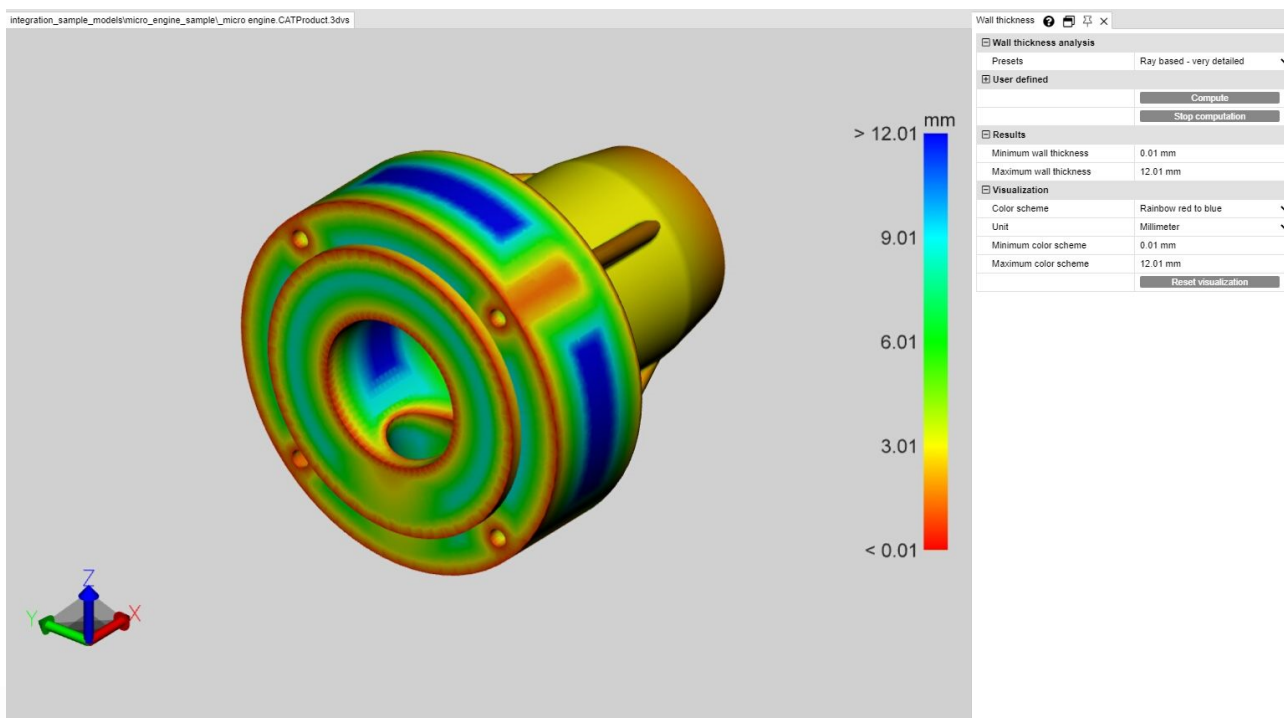 integration_sample_models\micro_engine_sample\_micro engine.CATProduct.3dvs
mm
> 12.01
9.01
6.01
3.01
< 0.01
Z
Y
X
Wall thickness
Wall thickness analysis
Presets Ray based - very detailed
User defined
Compute
Stop computation
Results
Minimum wall thickness 0.01 mm
Maximum wall thickness 12.01 mm
Visualization
Color scheme Rainbow red to blue
Unit Millimeter
Minimum color scheme 0.01 mm
Maximum color scheme 12.01 mm
Reset visualization